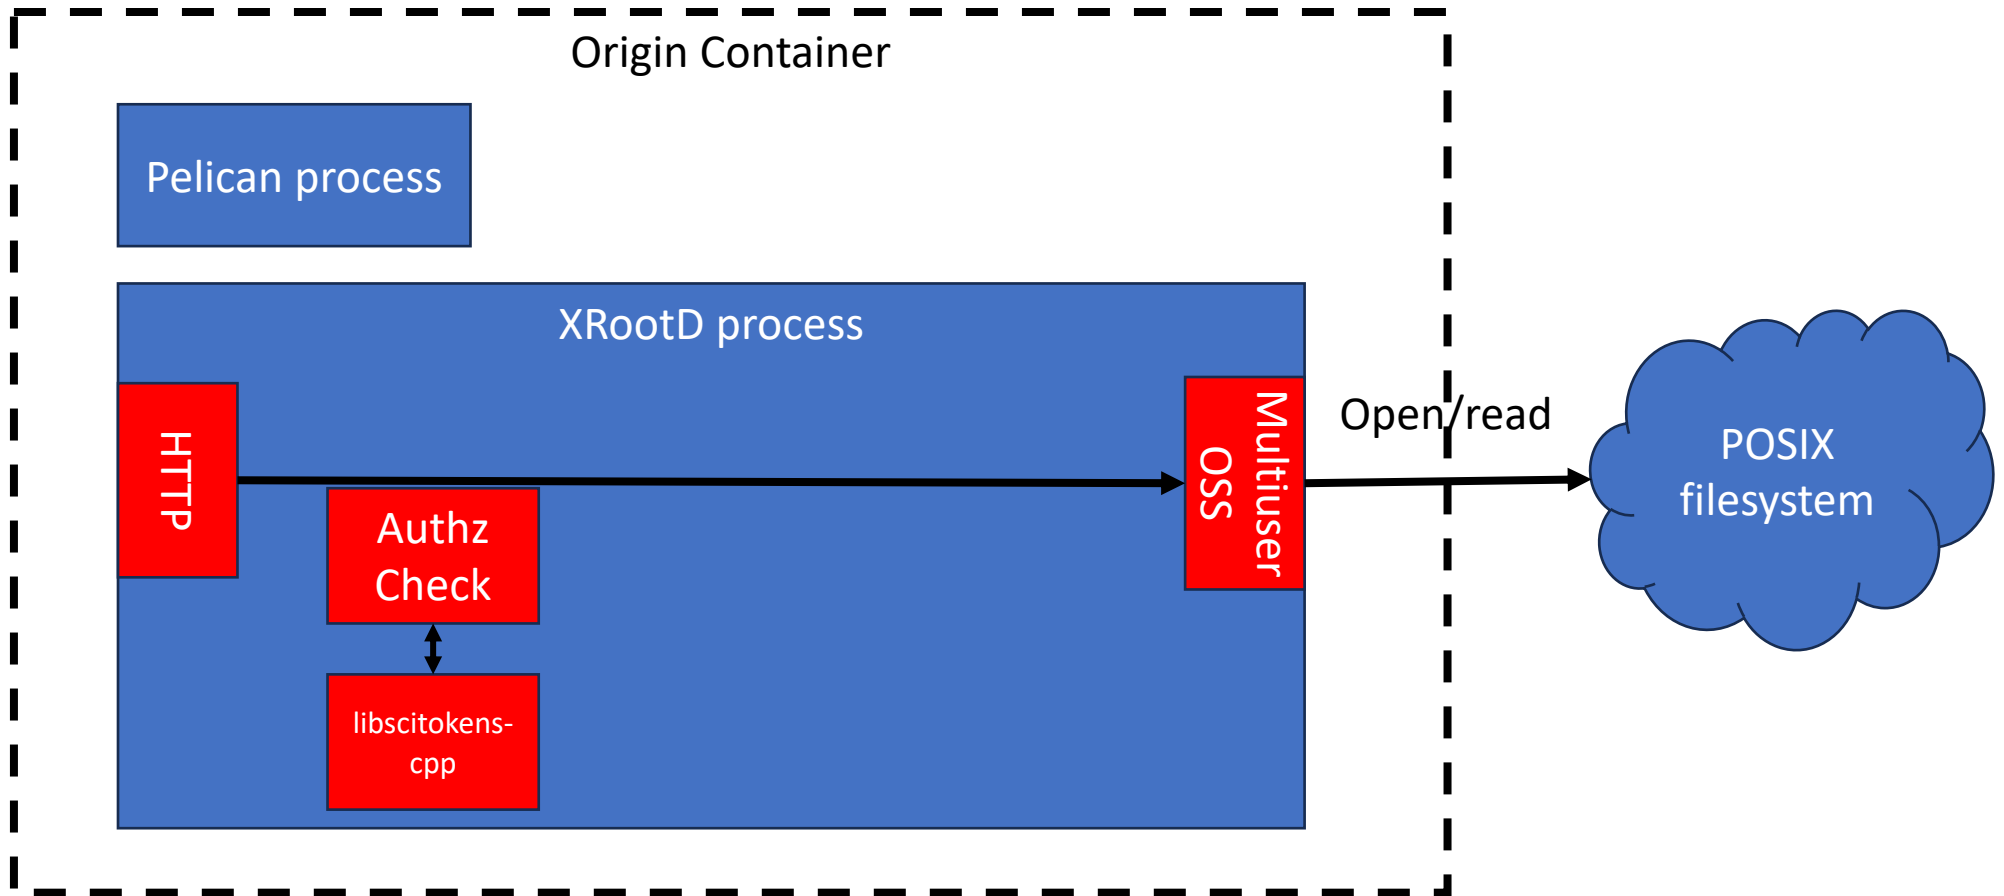 Origin Container
Pelican process
XRootD process
HTTP
Authz
Check
libscitokens-
cpp
Multiuser
OSS
Open/read
POSIX
filesystem